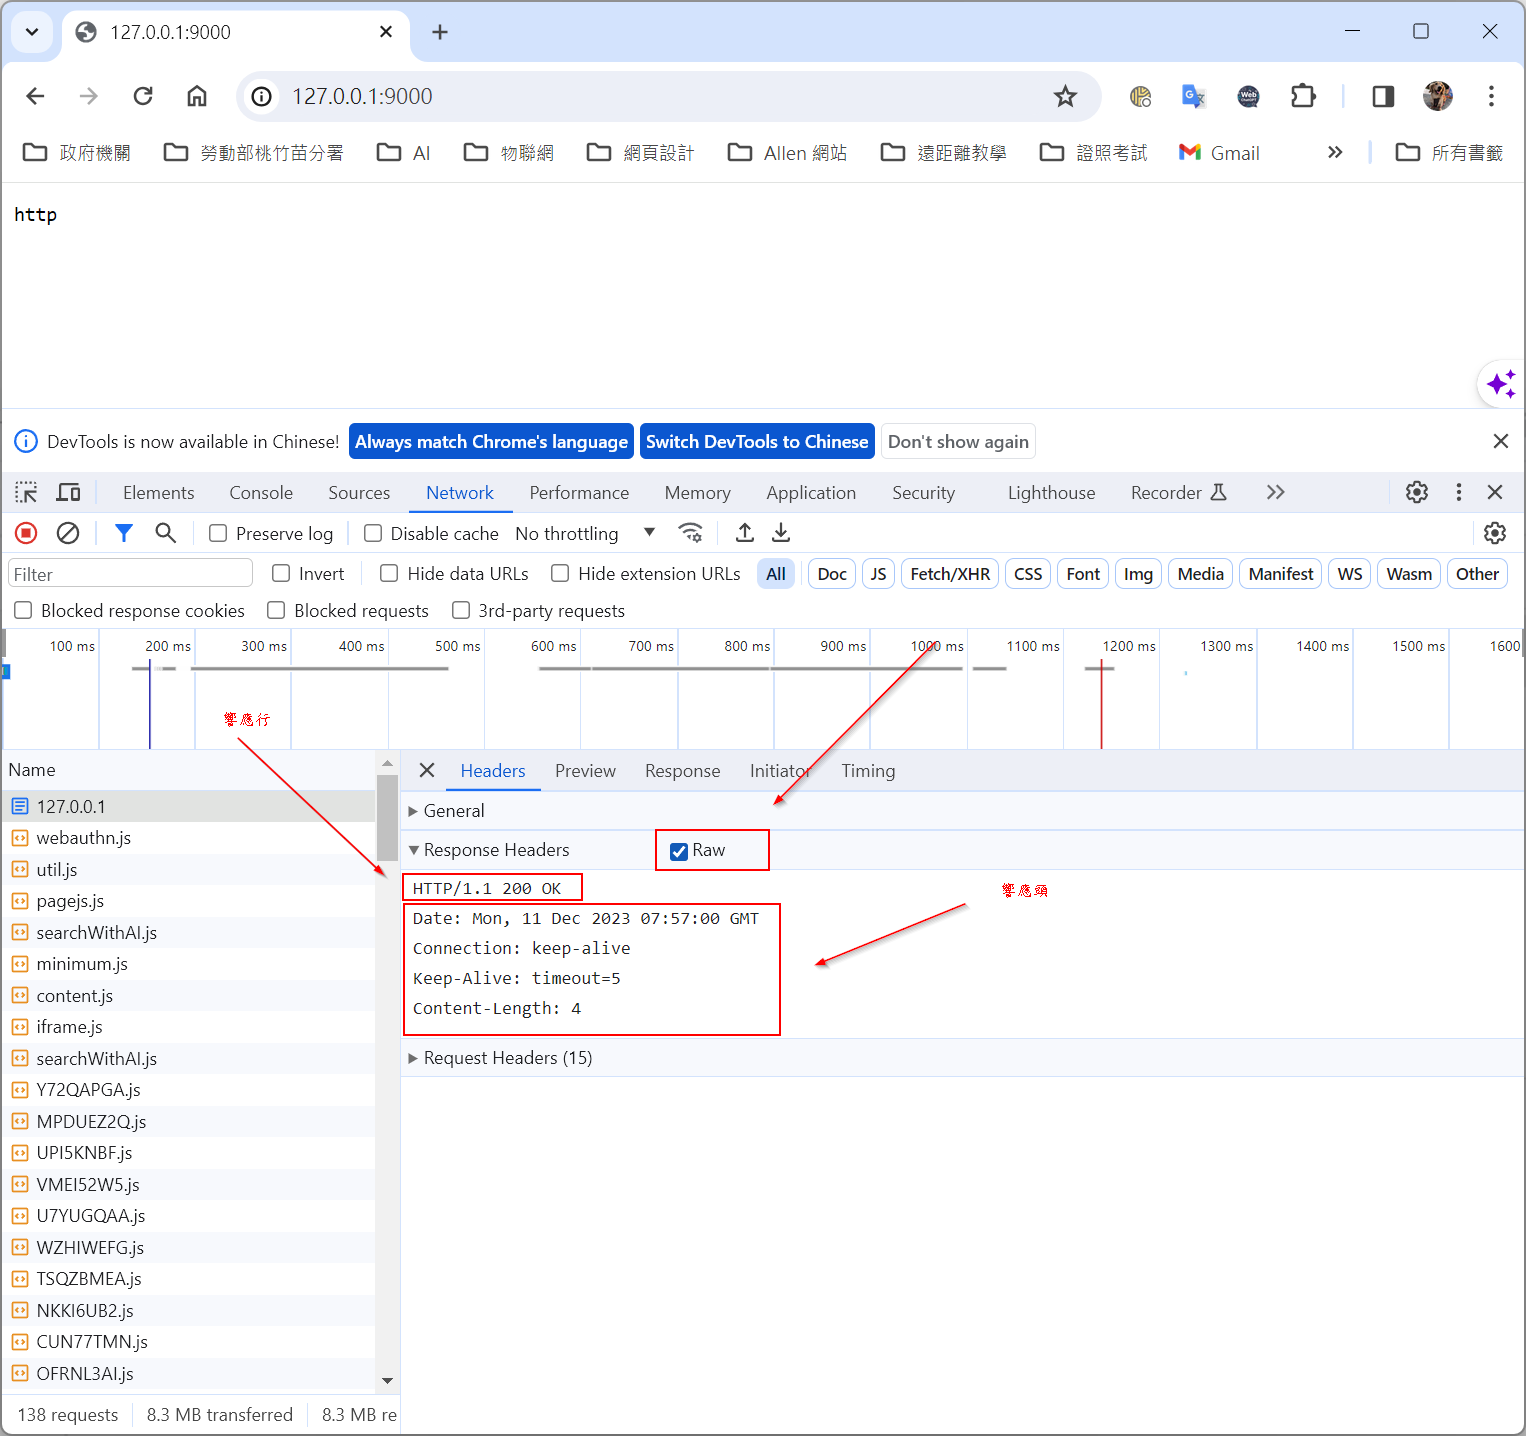 127.0.0.1:9000
127.0.0.1:9000
政府機關 勞動部桃竹苗分署 AI 物聯網 網頁設計 Allen 網站 遠距離教學 證照考試 Gmail 所有書籤
http
DevTools is now available in Chinese! Always match Chrome's language Switch DevTools to Chinese Don't show again
Elements Console Sources Network Performance Memory Application Security Lighthouse Recorder
Preserve log Disable cache No throttling
Filter Invert Hide data URLs Hide extension URLs All Doc JS Fetch/XHR CSS Font Img Media Manifest WS Wasm Other
Blocked response cookies Blocked requests 3rd-party requests
100 ms 200 ms 300 ms 400 ms 500 ms 600 ms 700 ms 800 ms 900 ms 1000 ms 1100 ms 1200 ms 1300 ms 1400 ms 1500 ms 1600
響應行
Name
127.0.0.1
webauthn.js
util.js
pagejs.js
searchWithAI.js
minimum.js
content.js
iframe.js
searchWithAI.js
Y72QAPGA.js
MPDUEZ2Q.js
UPI5KNBF.js
VMEI52W5.js
U7YUGQAA.js
WZHIWEFG.js
TSQZBMEA.js
NKKI6UB2.js
CUN77TMN.js
OFRNL3AI.js
138 requests 8.3 MB transferred 8.3 MB re
Headers Preview Response Initiator Timing
General
Response Headers Raw
HTTP/1.1 200 OK
響應頭
Date: Mon, 11 Dec 2023 07:57:00 GMT
Connection: keep-alive
Keep-Alive: timeout=5
Content-Length: 4
Request Headers (15)